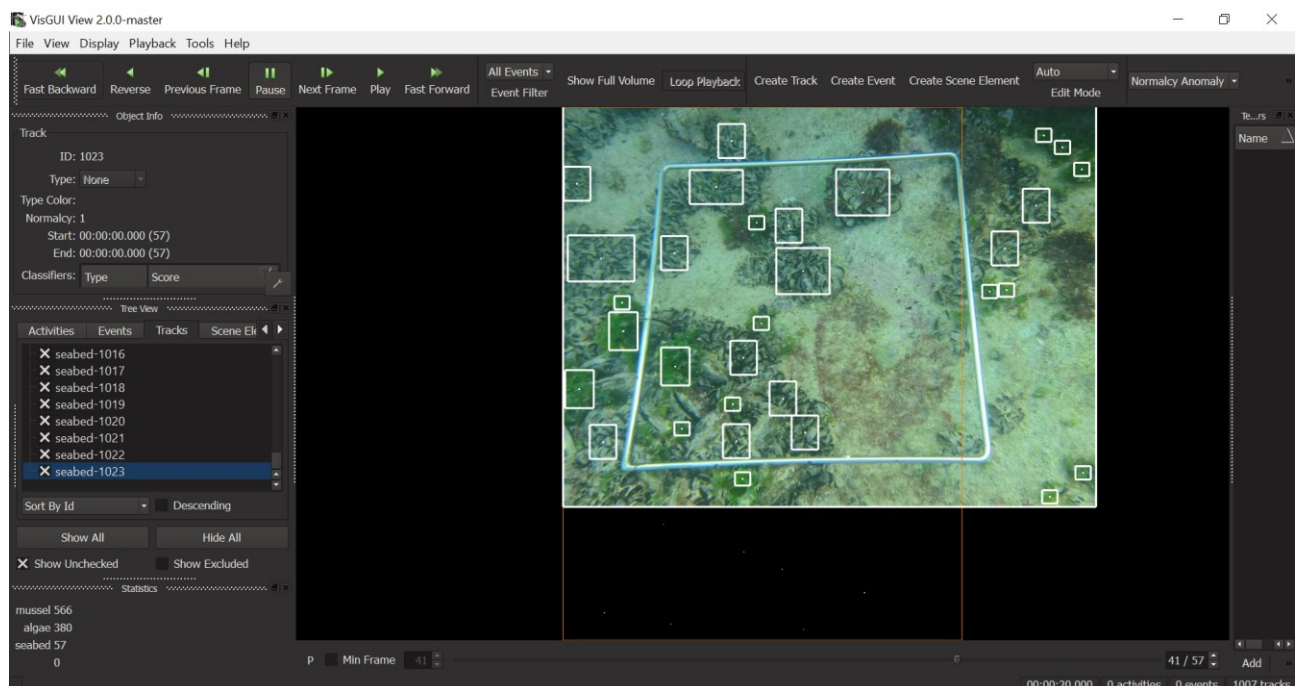 VisGUI View 2.0.0-master
File View Display Playback Tools Help
Fast Backward Reverse Previous Frame Pause Next Frame Play Fast Forward
All Events
Event Filter
Show Full Volume Loop Playback Create Track Create Event Create Scene Element
Auto
Edit Mode
Normalcy Anomaly
Object Info
Track
ID: 1023
Type: None
Type Color:
Normalcy: 1
Start: 00:00:00.000 (57)
End: 00:00:00.000 (57)
Classifiers: Type Score
Tree View
Activities Events Tracks Scene Ele
seabed-1016
seabed-1017
seabed-1018
seabed-1019
seabed-1020
seabed-1021
seabed-1022
seabed-1023
Sort By Id Descending
Show All Hide All
Show Unchecked Show Excluded
Statistics
mussel 566
algae 380
seabed 57
0
P Min Frame 41
41 / 57
Te...rs
Name
Add
00:00:20.000 0 activities 0 events 1007 tracks